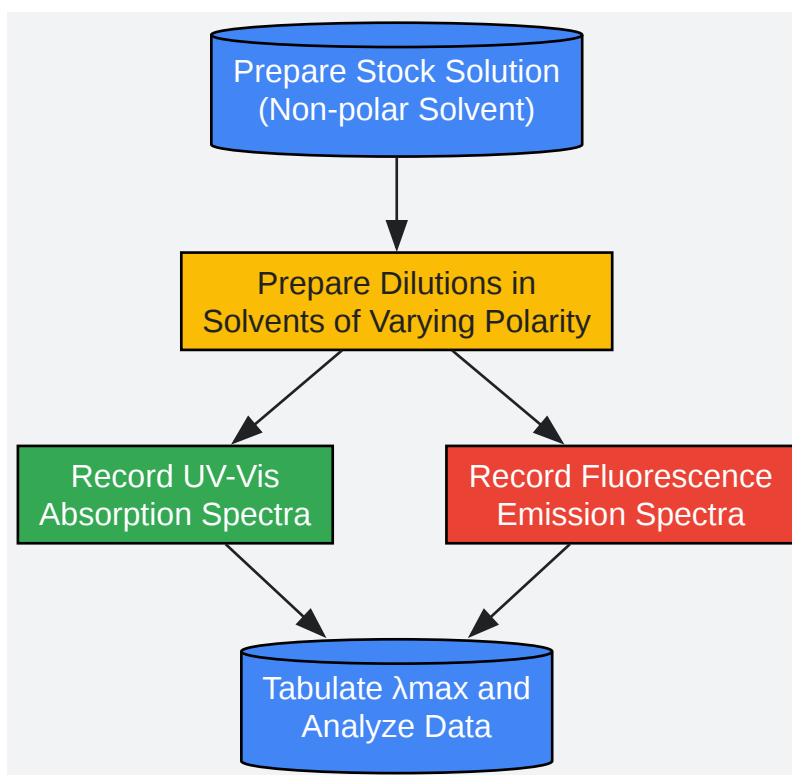 Prepare Stock Solution
(Non-polar Solvent)
Prepare Dilutions in
Solvents of Varying Polarity
Record UV-Vis
Absorption Spectra
Record Fluorescence
Emission Spectra
Tabulate λmax and
Analyze Data